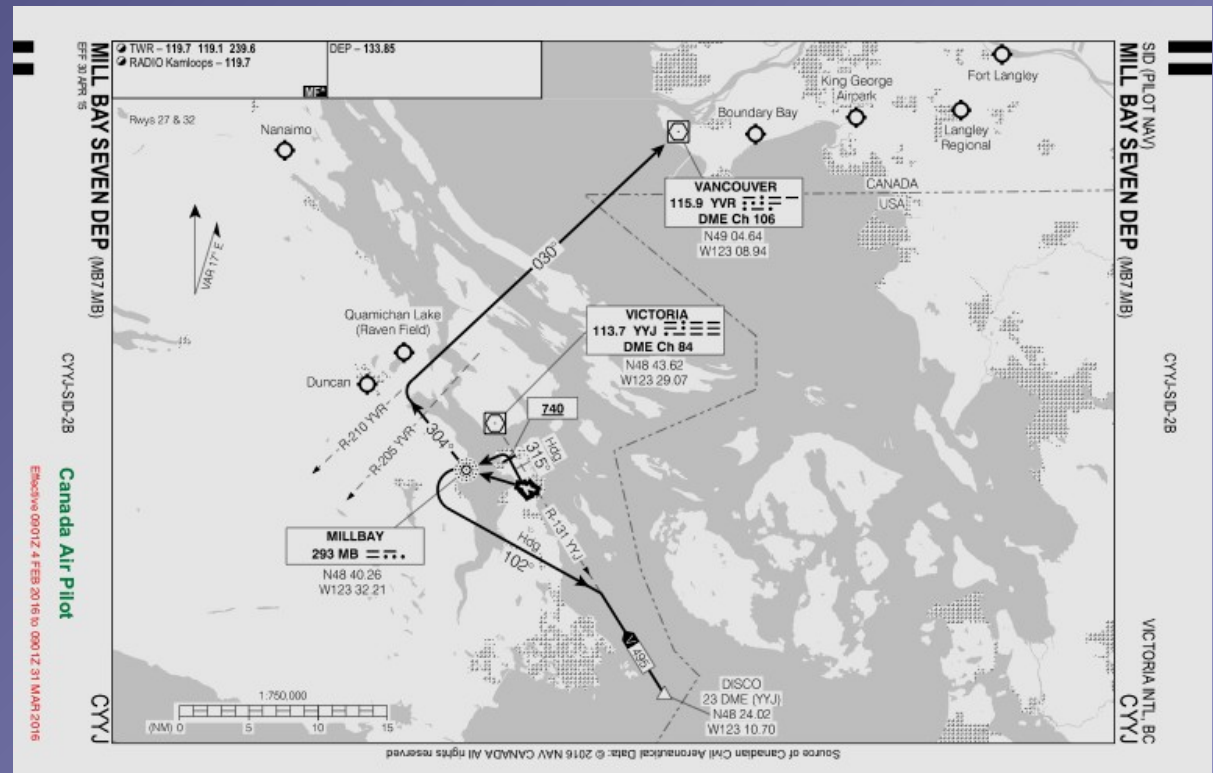 SID (PILOT NAV)
MILL BAY SEVEN DEP (MB7.MB)
CYYJ-SID-2B
VICTORIA INTL, BC
CYYJ
TWR – 119.7 119.1 239.6
RADIO Kamloops – 119.7
MF*
DEP – 133.85
Rwys 27 & 32
Nanaimo
VAR 17° E
Boundary Bay
King George
Airpark
Fort Langley
Langley
Regional
CANADA
USA
VANCOUVER
115.9 YVR
DME Ch 106
N49 04.64
W123 08.94
030°
Quamichan Lake
(Raven Field)
Duncan
VICTORIA
113.7 YYJ
DME Ch 84
N48 43.62
W123 29.07
740
R-210 YVR
R-205 YVR
304°
Hdg
315°
R-131 YYJ
MILLBAY
293 MB
N48 40.26
W123 32.21
Hdg
102°
V 495
DISCO
23 DME (YYJ)
N48 24.02
W123 10.70
1:750,000
(NM) 0 5 10 15
Source of Canadian Civil Aeronautical Data: © 2016 NAV CANADA All rights reserved
MILL BAY SEVEN DEP (MB7.MB)
EFF 30 APR 15
CYYJ-SID-2B
CYYJ
Canada Air Pilot
Effective 0901Z 4 FEB 2016 to 0901Z 31 MAR 2016